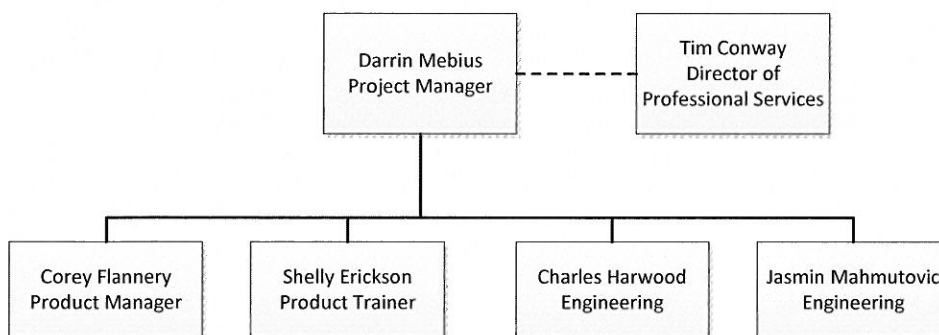 Darrin Mebius
Project Manager
Tim Conway
Director of
Professional Services
Corey Flannery
Product Manager
Shelly Erickson
Product Trainer
Charles Harwood
Engineering
Jasmin Mahmutovic
Engineering